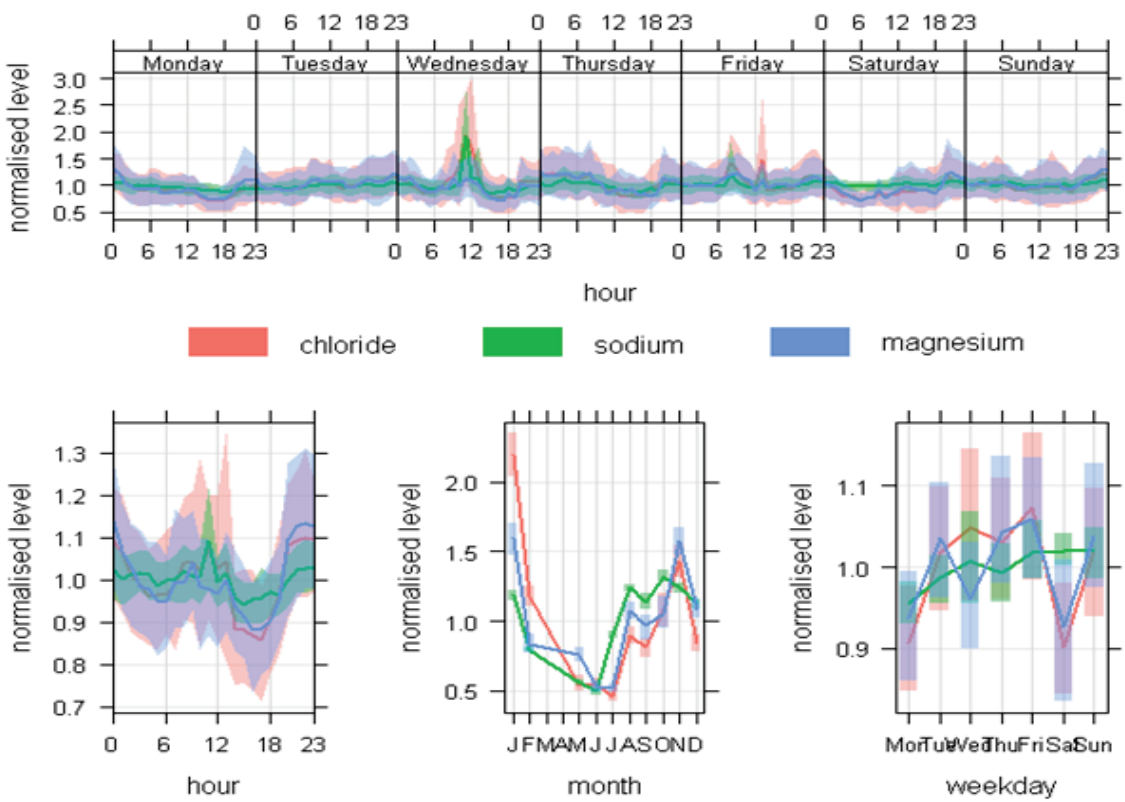 0 6 12 18 23 0 6 12 18 23 0 6 12 18 23
Monday Tuesday Wednesday Thursday Friday Saturday Sunday
normalised level
3.0
2.5
2.0
1.5
1.0
0.5
0 6 12 18 23 0 6 12 18 23 0 6 12 18 23 0 6 12 18 23
hour
chloride sodium magnesium
normalised level
1.3
1.2
1.1
1.0
0.9
0.8
0.7
0 6 12 18 23
hour
normalised level
2.0
1.5
1.0
0.5
J F M A M J J A S O N D
month
normalised level
1.1
1.0
0.9
Mon Tue Wed Thu Fri Sat Sun
weekday